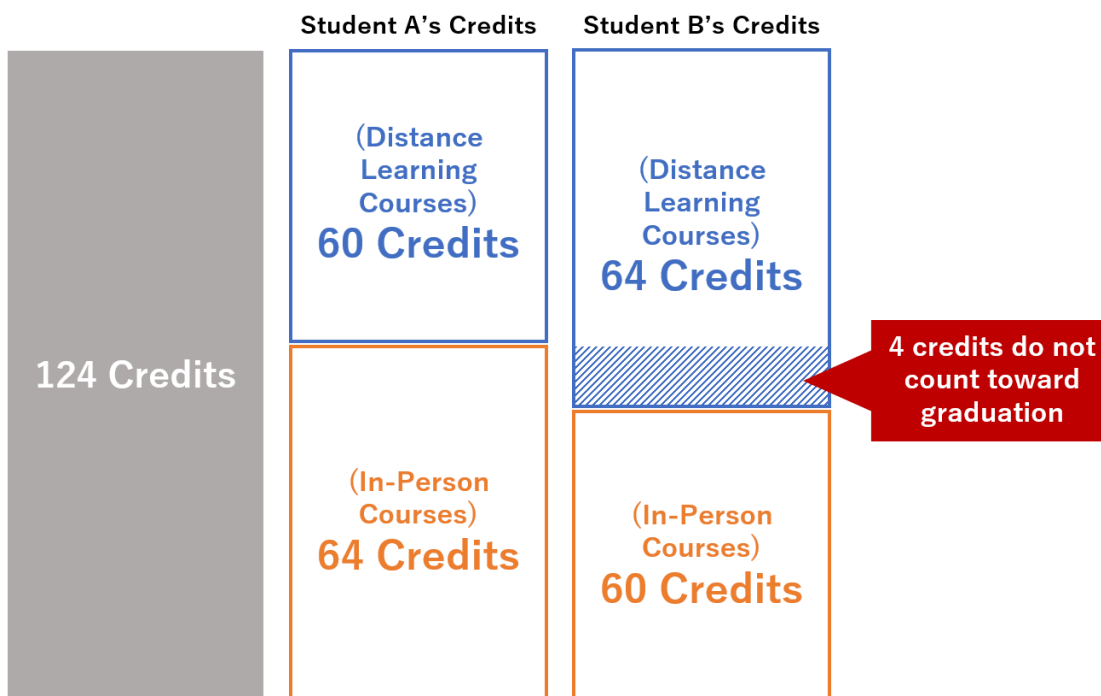 Student A's Credits
Student B's Credits
124 Credits
(Distance
Learning
Courses)
60 Credits
(In-Person
Courses)
64 Credits
(Distance
Learning
Courses)
64 Credits
4 credits do not
count toward
graduation
(In-Person
Courses)
60 Credits